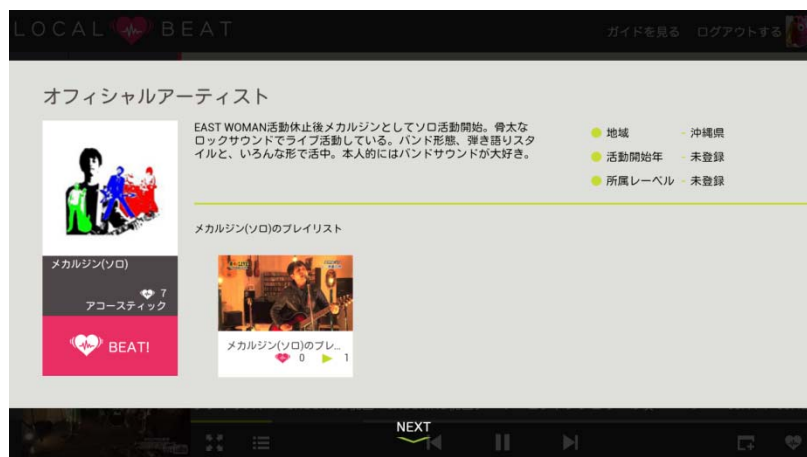 LOCAL BEAT
ガイドを見る ログアウトする
オフィシャルアーティスト
EAST WOMAN活動休止後メカルジンとしてソロ活動開始。骨太な
ロックサウンドでライブ活動している。バンド形態、弾き語りスタ
イルと、いろんな形で活中。本人的にはバンドサウンドが大好き。
地域 - 沖縄県
活動開始年 - 未登録
所属レーベル - 未登録
メカルジン(ソロ)のプレイリスト
メカルジン(ソロ)
7
アコースティック
BEAT!
メカルジン(ソロ)のプレ...
0 1
NEXT